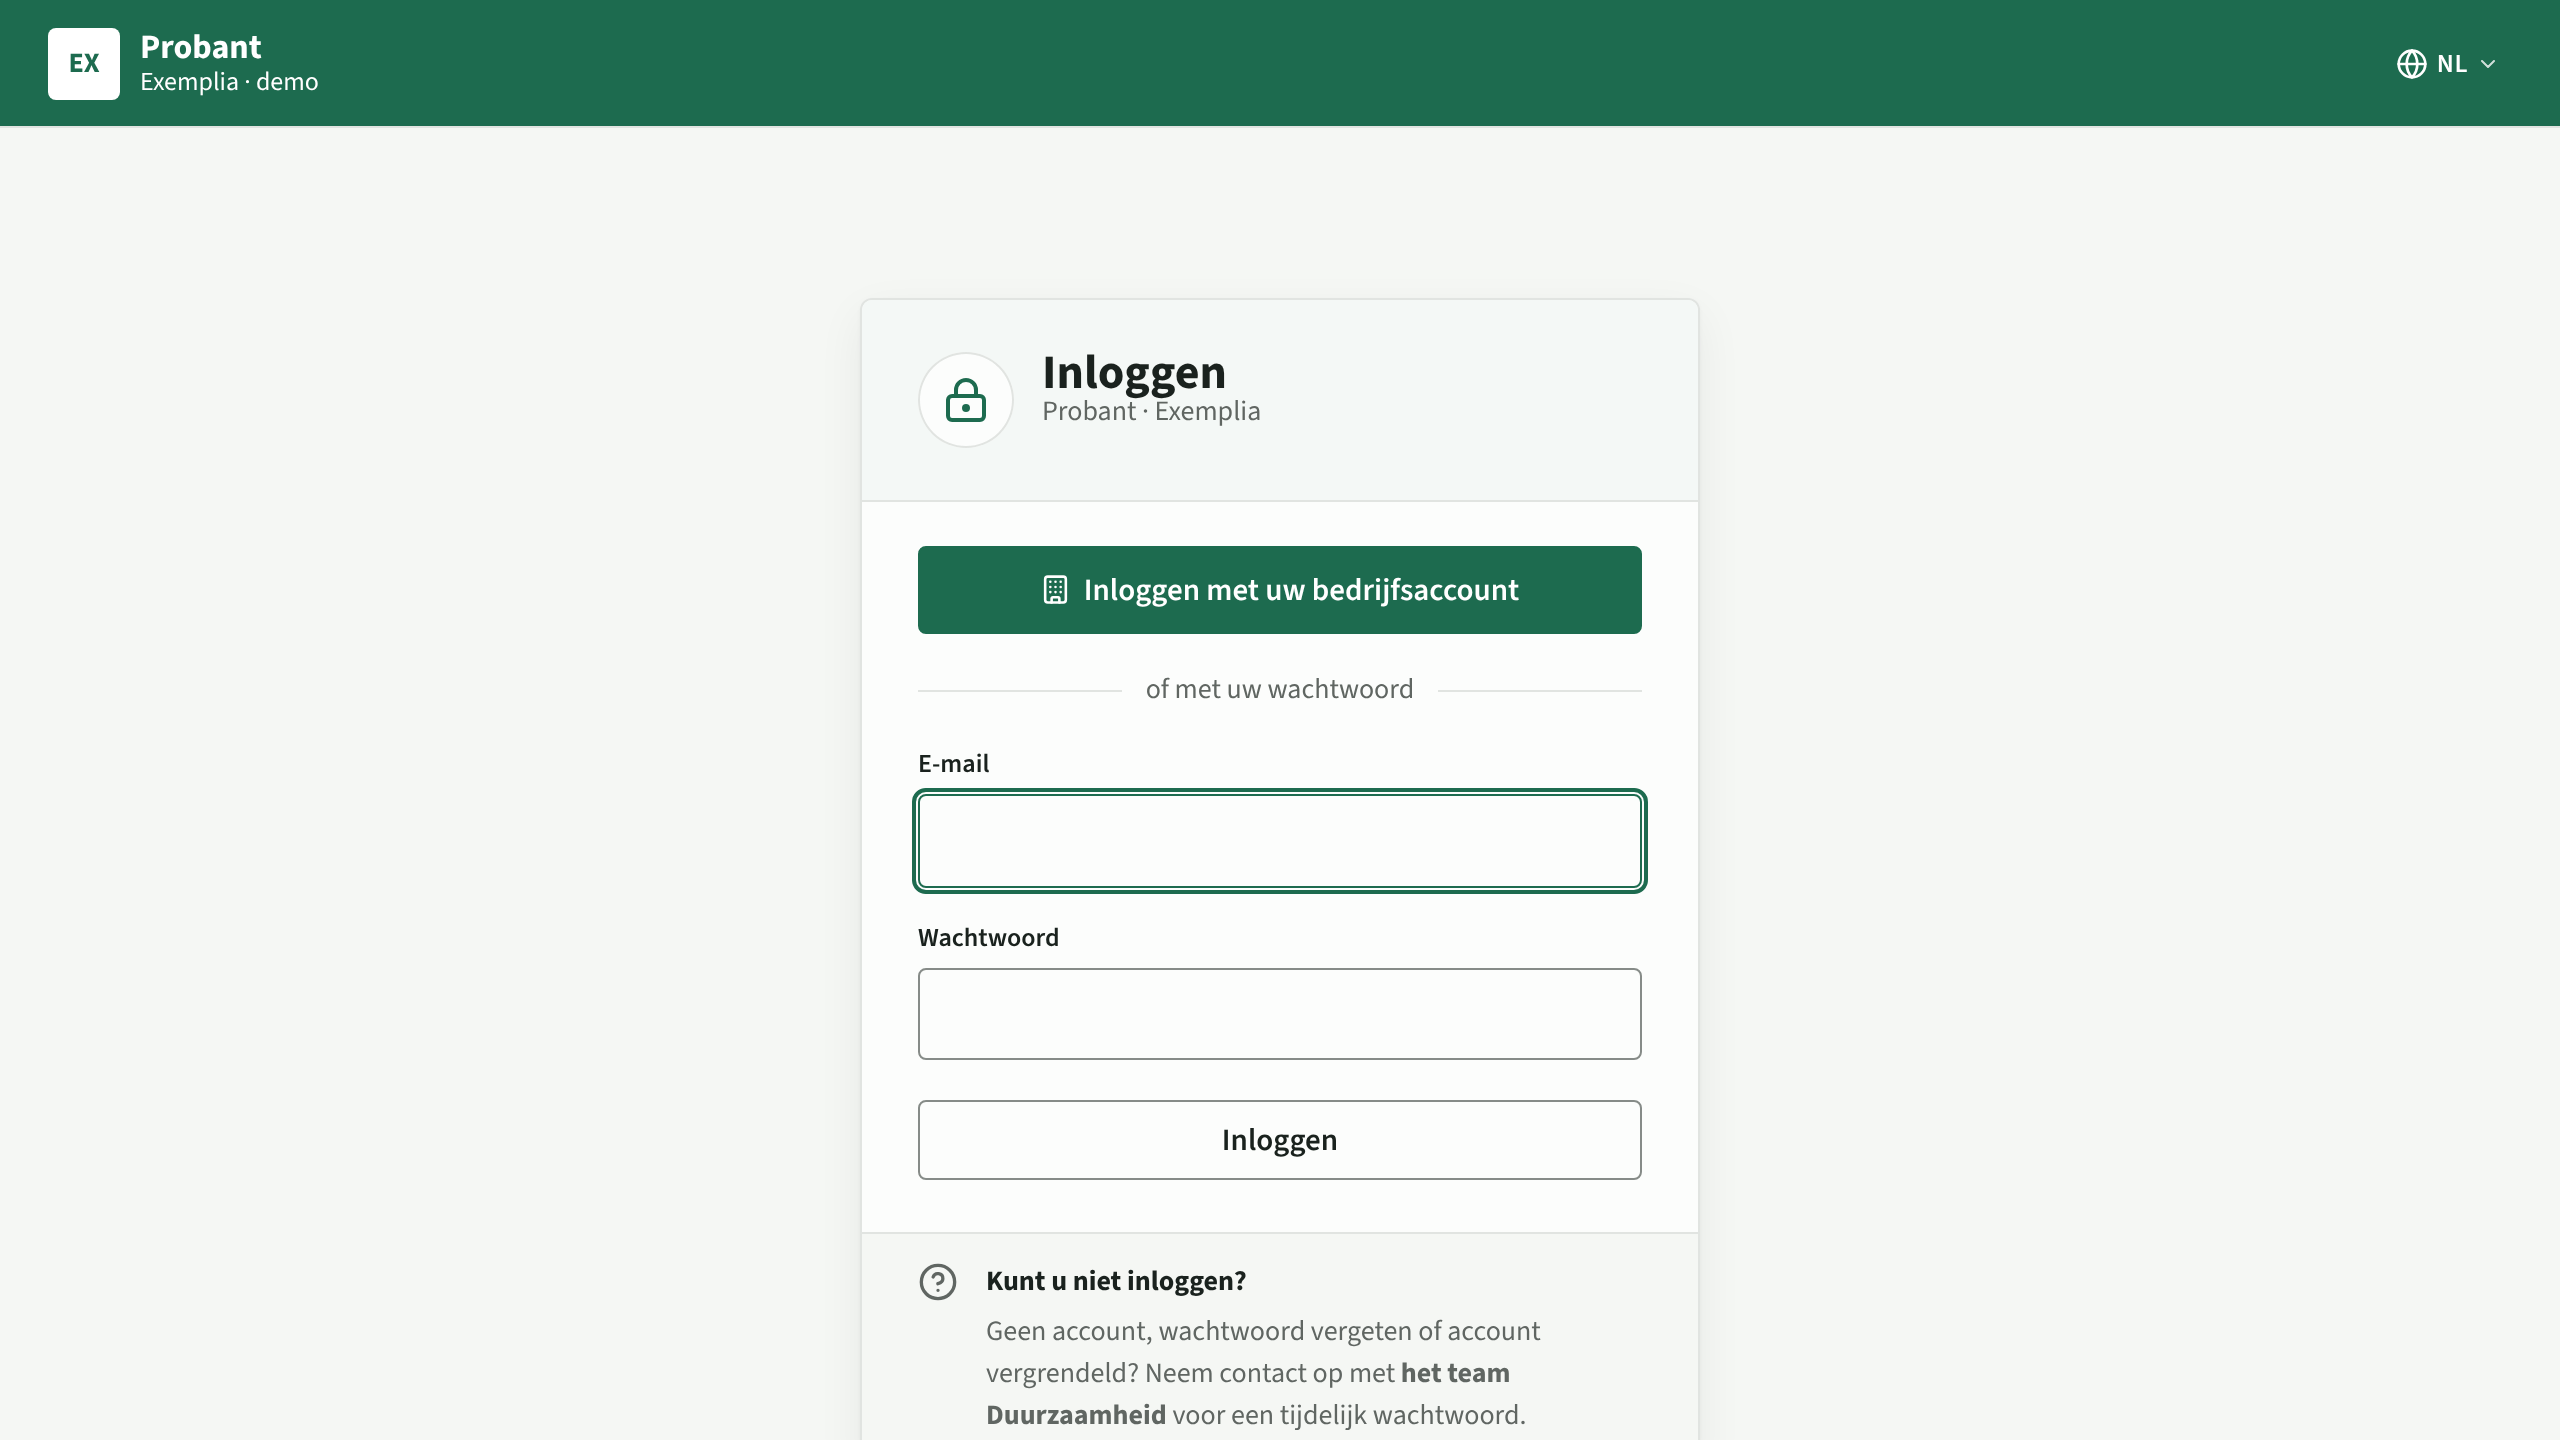 EX
Probant
Exemplia · demo
NL
Inloggen
Probant · Exemplia
Inloggen met uw bedrijfsaccount
of met uw wachtwoord
E-mail
Wachtwoord
Inloggen
Kunt u niet inloggen?
Geen account, wachtwoord vergeten of account
vergrendeld? Neem contact op met het team
Duurzaamheid voor een tijdelijk wachtwoord.